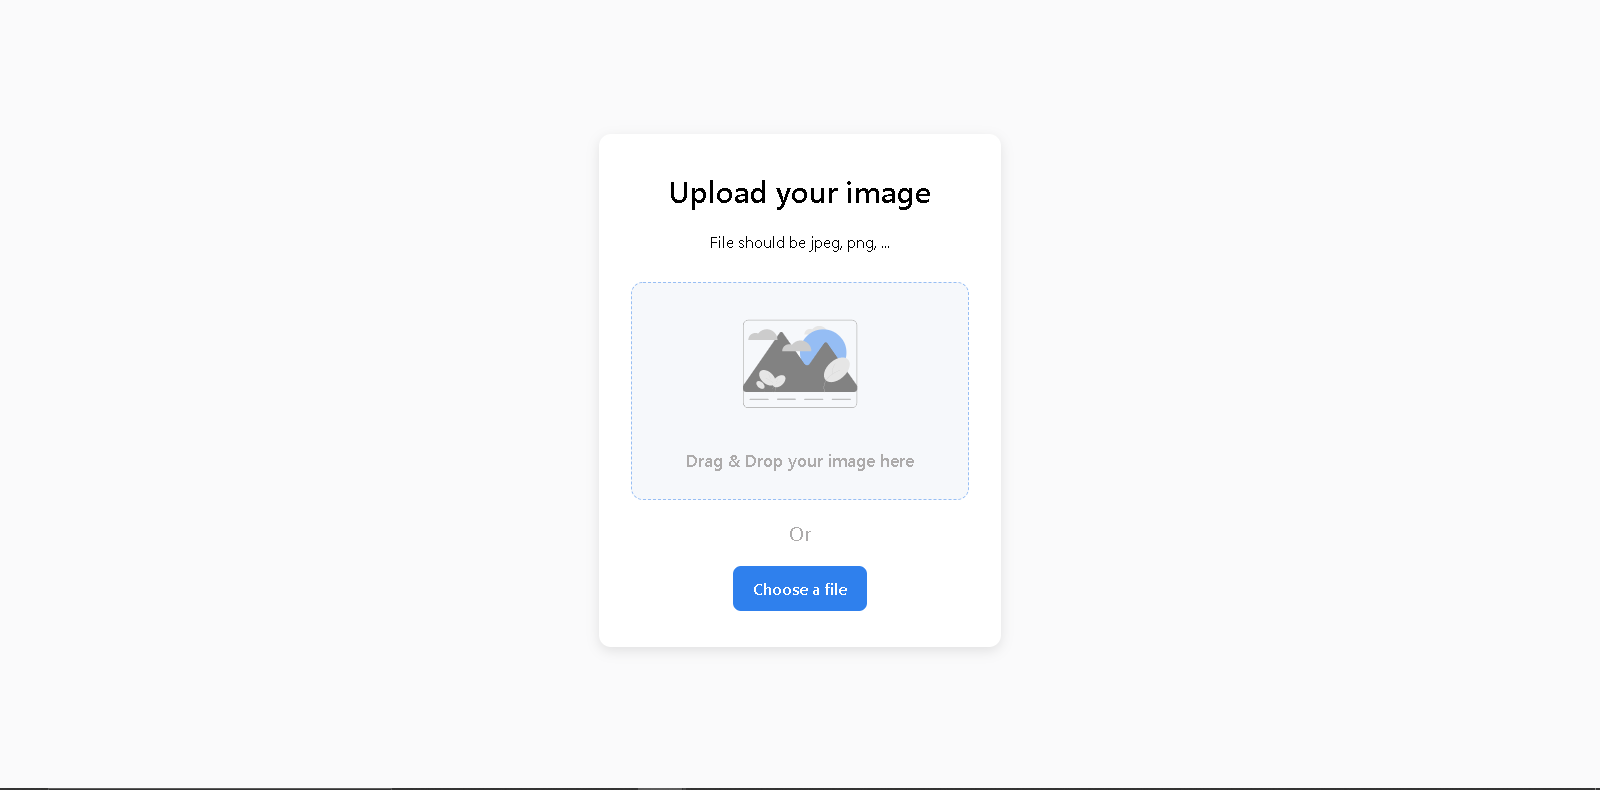 Upload your image
File should be jpeg, png, ...
Drag & Drop your image here
Or
Choose a file